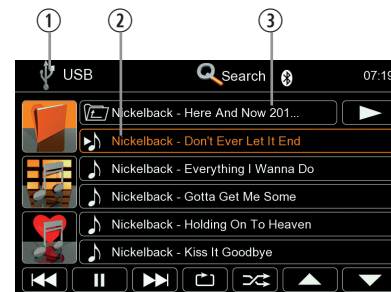 1 2 3
USB Search 07:19
Nickelback - Here And Now 201...
Nickelback - Don't Ever Let It End
Nickelback - Everything I Wanna Do
Nickelback - Gotta Get Me Some
Nickelback - Holding On To Heaven
Nickelback - Kiss It Goodbye